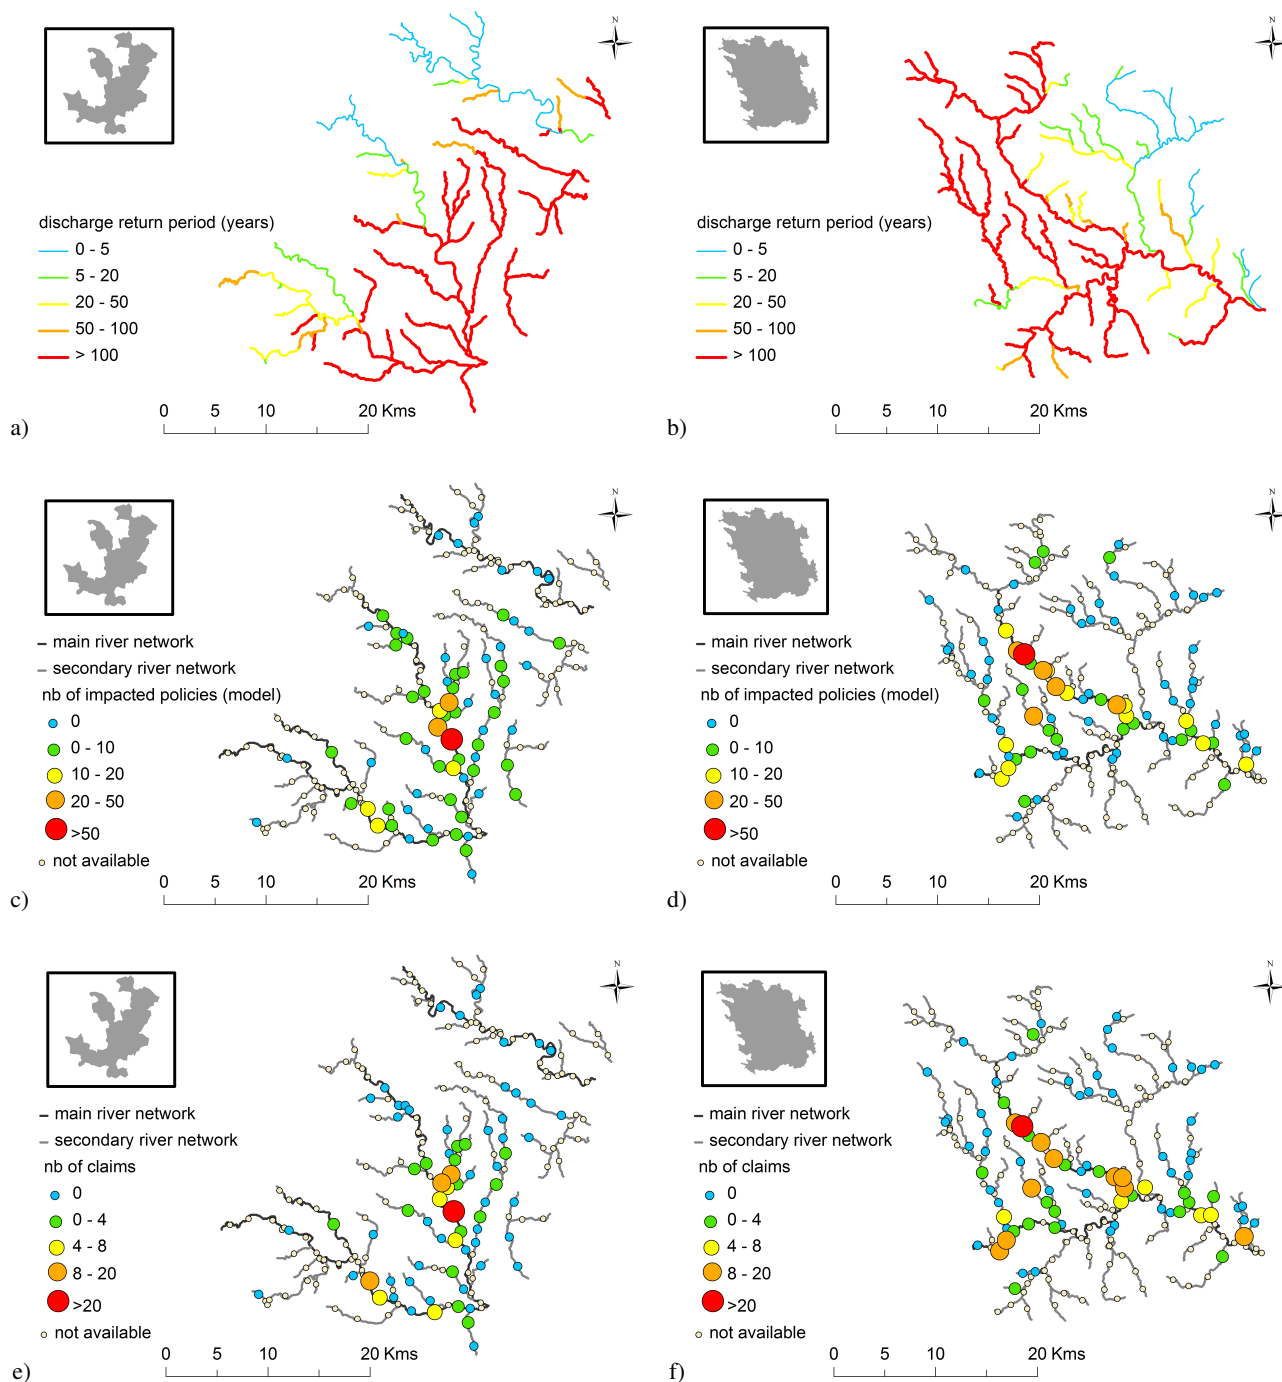 N
discharge return period (years)
0 - 5
5 - 20
20 - 50
50 - 100
> 100
0 5 10 20 Kms
a)
N
discharge return period (years)
0 - 5
5 - 20
20 - 50
50 - 100
> 100
0 5 10 20 Kms
b)
N
main river network
secondary river network
nb of impacted policies (model)
0
0 - 10
10 - 20
20 - 50
>50
not available
0 5 10 20 Kms
c)
N
main river network
secondary river network
nb of impacted policies (model)
0
0 - 10
10 - 20
20 - 50
>50
not available
0 5 10 20 Kms
d)
N
main river network
secondary river network
nb of claims
0
0 - 4
4 - 8
8 - 20
>20
not available
0 5 10 20 Kms
e)
N
main river network
secondary river network
nb of claims
0
0 - 4
4 - 8
8 - 20
>20
not available
0 5 10 20 Kms
f)